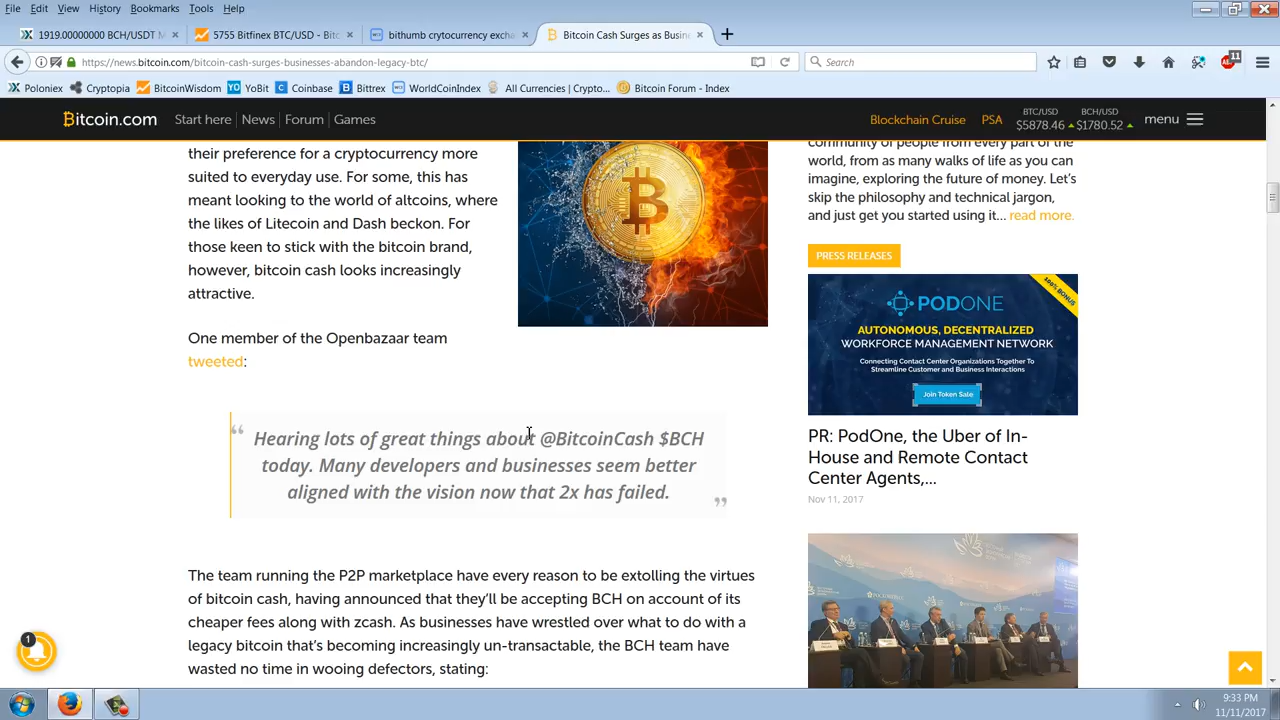 File Edit View History Bookmarks Tools Help
1919.00000000 BCH/USDT M
5755 Bitfinex BTC/USD - Bitc
bithumb crytocurrency excha
Bitcoin Cash Surges as Busin
https://news.bitcoin.com/bitcoin-cash-surges-businesses-abandon-legacy-btc/
Search
11
Poloniex Cryptopia BitcoinWisdom YoBit Coinbase Bittrex WorldCoinIndex All Currencies | Crypto... Bitcoin Forum - Index
Bitcoin.com Start here News Forum Games
Blockchain Cruise PSA
BTC/USD
$5878.46
BCH/USD
$1780.52
menu
their preference for a cryptocurrency more
suited to everyday use. For some, this has
meant looking to the world of altcoins, where
the likes of Litecoin and Dash beckon. For
those keen to stick with the bitcoin brand,
however, bitcoin cash looks increasingly
attractive.
One member of the Openbazaar team
tweeted:
“ Hearing lots of great things about @BitcoinCash $BCH
today. Many developers and businesses seem better
aligned with the vision now that 2x has failed. ”
The team running the P2P marketplace have every reason to be extolling the virtues
of bitcoin cash, having announced that they’ll be accepting BCH on account of its
cheaper fees along with zcash. As businesses have wrestled over what to do with a
legacy bitcoin that’s becoming increasingly un-transactable, the BCH team have
wasted no time in wooing defectors, stating:
community of people from every part of the
world, from as many walks of life as you can
imagine, exploring the future of money. Let’s
skip the philosophy and technical jargon,
and just get you started using it… read more.
PRESS RELEASES
PODONE
100% BONUS
AUTONOMOUS, DECENTRALIZED
WORKFORCE MANAGEMENT NETWORK
Connecting Contact Center Organizations Together To
Streamline Customer and Business Interactions
Join Token Sale
PR: PodOne, the Uber of In-
House and Remote Contact
Center Agents,...
Nov 11, 2017
1
9:33 PM
11/11/2017